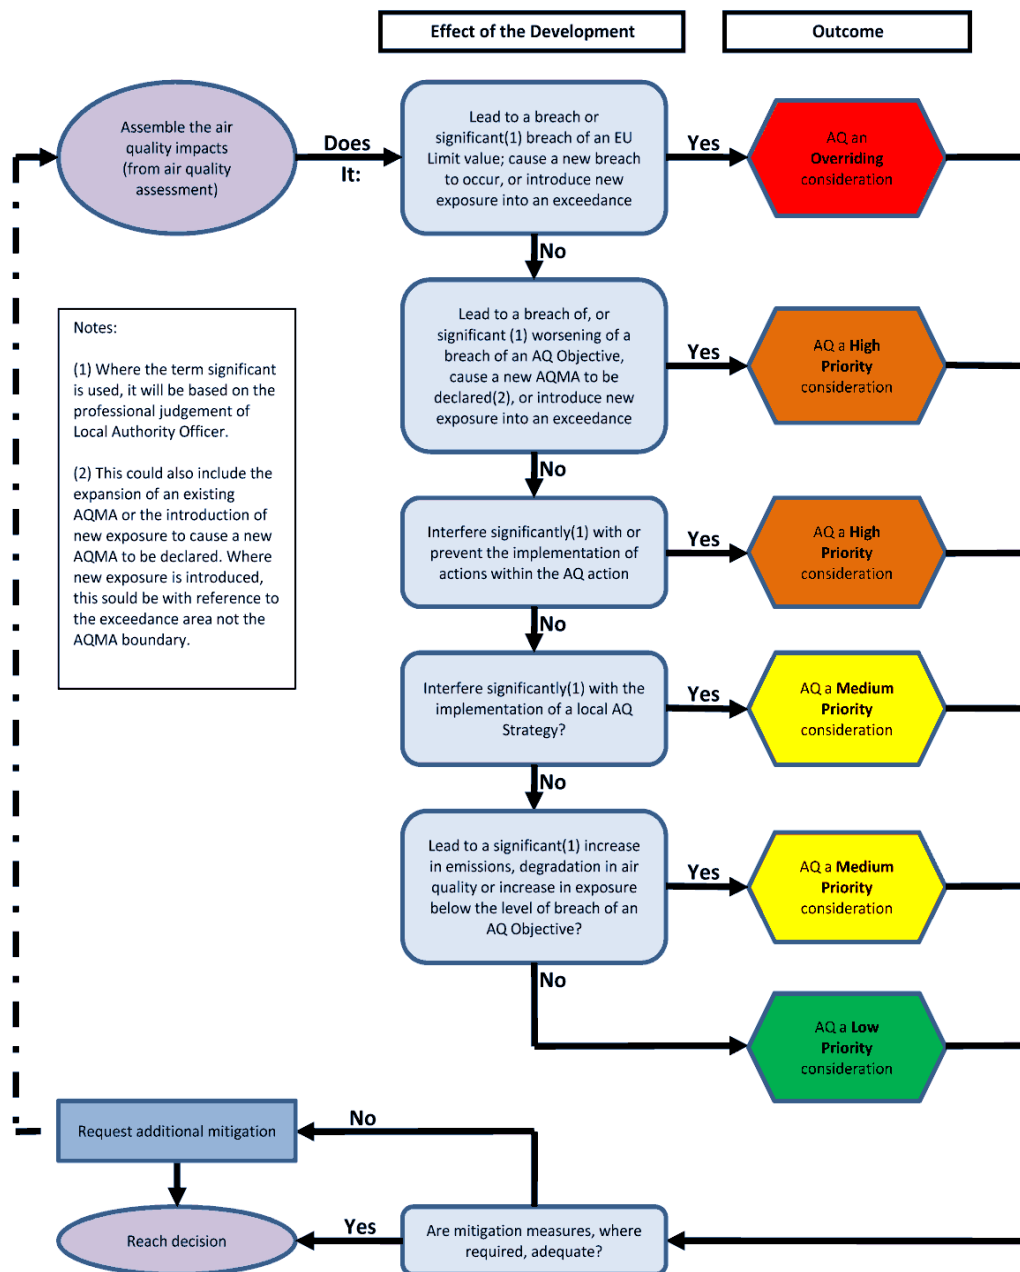 Effect of the Development
Outcome
Assemble the air
quality impacts
(from air quality
assessment)
Does
It:
Lead to a breach or
significant(1) breach of an EU
Limit value; cause a new breach
to occur, or introduce new
exposure into an exceedance
Yes
AQ an
Overriding
consideration
No
Lead to a breach of, or
significant (1) worsening of a
breach of an AQ Objective,
cause a new AQMA to be
declared(2), or introduce new
exposure into an exceedance
Yes
AQ a High
Priority
consideration
No
Notes:
(1) Where the term significant
is used, it will be based on the
professional judgement of
Local Authority Officer.
(2) This could also include the
expansion of an existing
AQMA or the introduction of
new exposure to cause a new
AQMA to be declared. Where
new exposure is introduced,
this sould be with reference to
the exceedance area not the
AQMA boundary.
Interfere significantly(1) with or
prevent the implementation of
actions within the AQ action
Yes
AQ a High
Priority
consideration
No
Interfere significantly(1) with the
implementation of a local AQ
Strategy?
Yes
AQ a Medium
Priority
consideration
No
Lead to a significant(1) increase
in emissions, degradation in air
quality or increase in exposure
below the level of breach of an
AQ Objective?
Yes
AQ a Medium
Priority
consideration
No
AQ a Low
Priority
consideration
Request additional mitigation
No
Reach decision
Yes
Are mitigation measures, where
required, adequate?